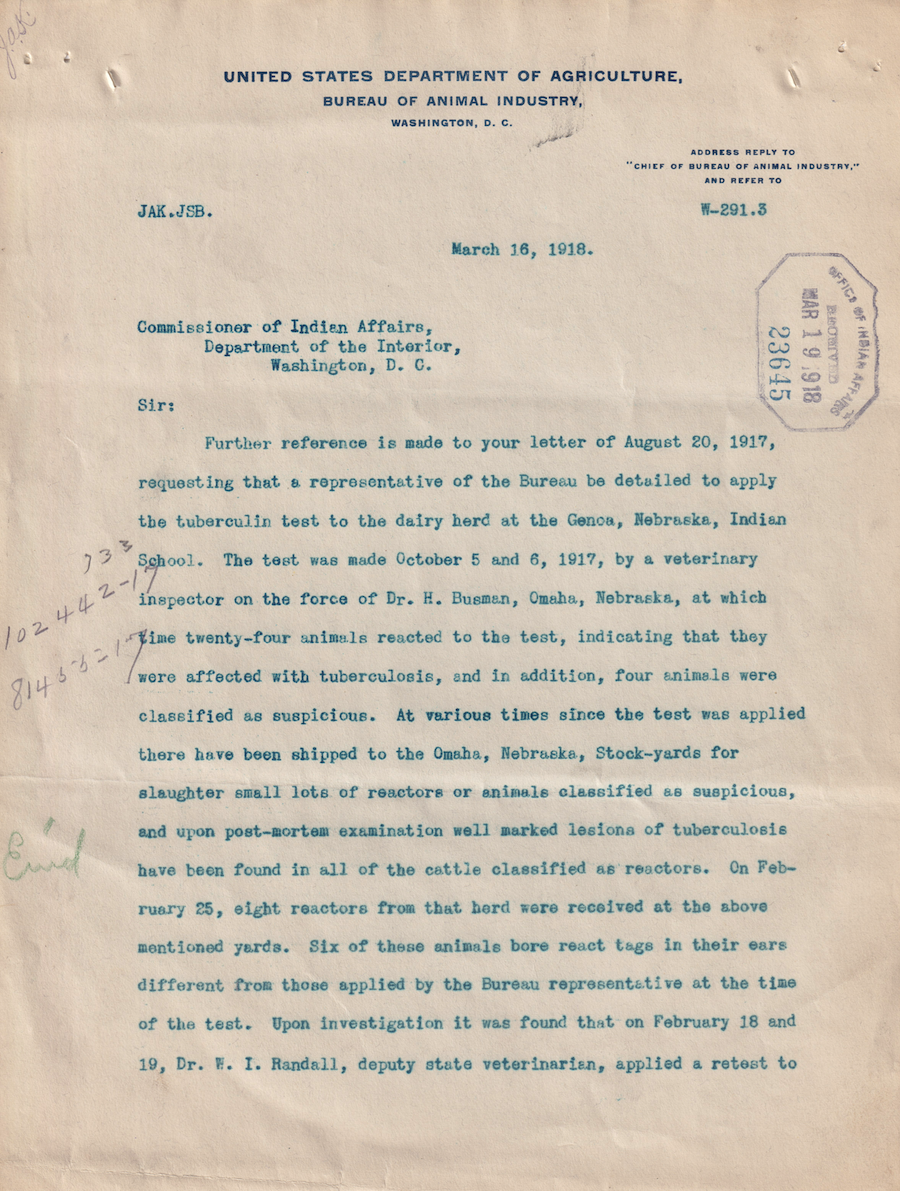 J.A.K.
UNITED STATES DEPARTMENT OF AGRICULTURE,
BUREAU OF ANIMAL INDUSTRY,
WASHINGTON, D. C.
ADDRESS REPLY TO
"CHIEF OF BUREAU OF ANIMAL INDUSTRY,"
AND REFER TO
JAK.JSB.
W-291.3
March 16, 1918.
OFFICE OF INDIAN AFFAIRS
RECEIVED
MAR 19 1918
23645
Commissioner of Indian Affairs,
Department of the Interior,
Washington, D. C.
Sir:
Further reference is made to your letter of August 20, 1917,
requesting that a representative of the Bureau be detailed to apply
the tuberculin test to the dairy herd at the Genoa, Nebraska, Indian
School. The test was made October 5 and 6, 1917, by a veterinary
inspector on the force of Dr. H. Busman, Omaha, Nebraska, at which
time twenty-four animals reacted to the test, indicating that they
were affected with tuberculosis, and in addition, four animals were
classified as suspicious. At various times since the test was applied
there have been shipped to the Omaha, Nebraska, Stock-yards for
slaughter small lots of reactors or animals classified as suspicious,
and upon post-mortem examination well marked lesions of tuberculosis
have been found in all of the cattle classified as reactors. On Feb-
ruary 25, eight reactors from that herd were received at the above
mentioned yards. Six of these animals bore react tags in their ears
different from those applied by the Bureau representative at the time
of the test. Upon investigation it was found that on February 18 and
19, Dr. W. I. Randall, deputy state veterinarian, applied a retest to
733
102442-17
81455-17